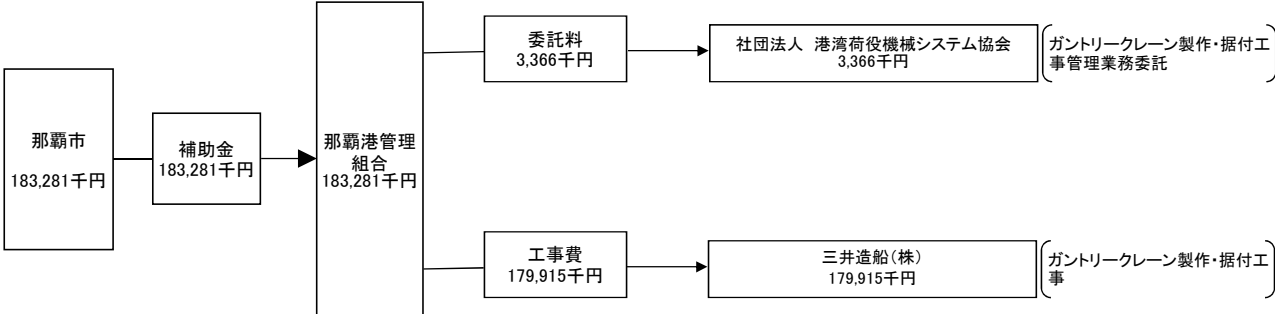 那覇市
183,281千円
補助金
183,281千円
那覇港管理
組合
183,281千円
委託料
3,366千円
社団法人 港湾荷役機械システム協会
3,366千円
ガントリークレーン製作・据付工
事管理業務委託
工事費
179,915千円
三井造船(株)
179,915千円
ガントリークレーン製作・据付工
事